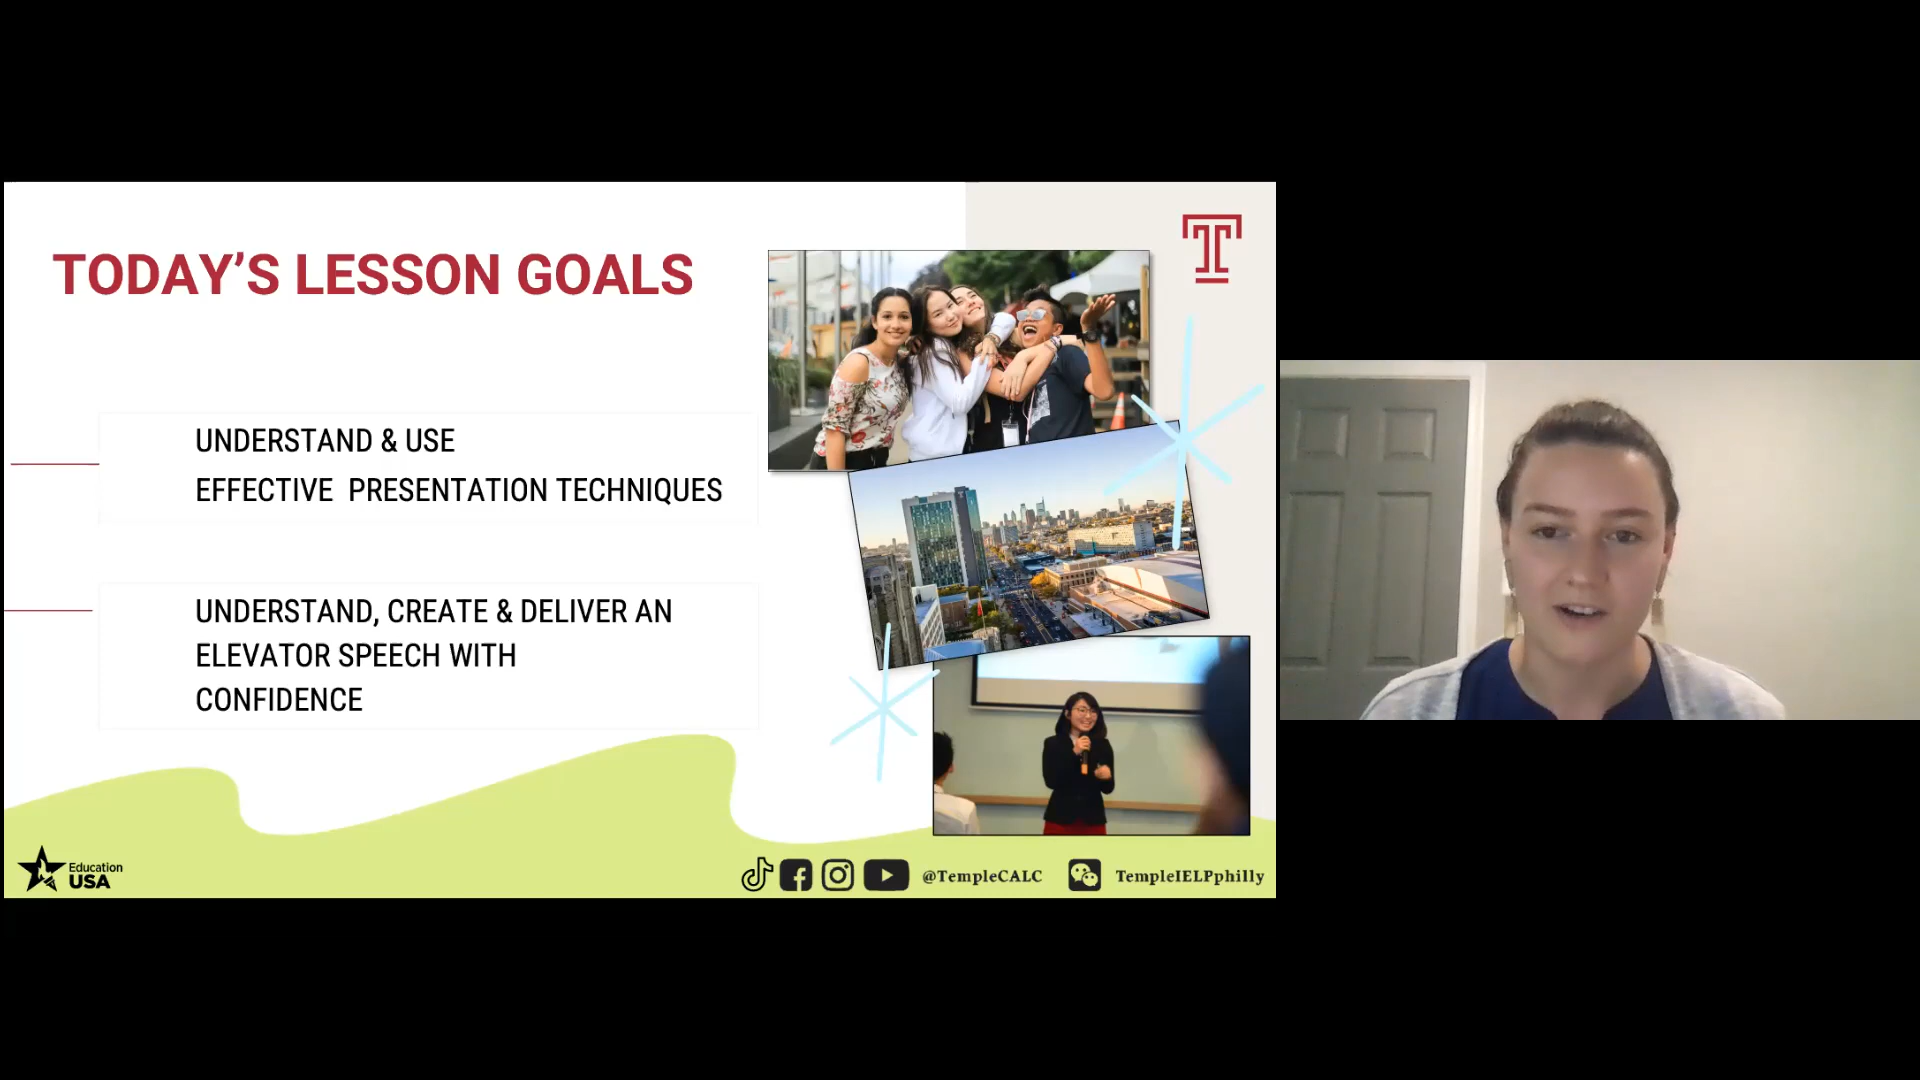 TODAY’S LESSON GOALS
UNDERSTAND & USE
EFFECTIVE PRESENTATION TECHNIQUES
UNDERSTAND, CREATE & DELIVER AN
ELEVATOR SPEECH WITH
CONFIDENCE
Education
USA
@TempleCALC
TempleIELPphilly